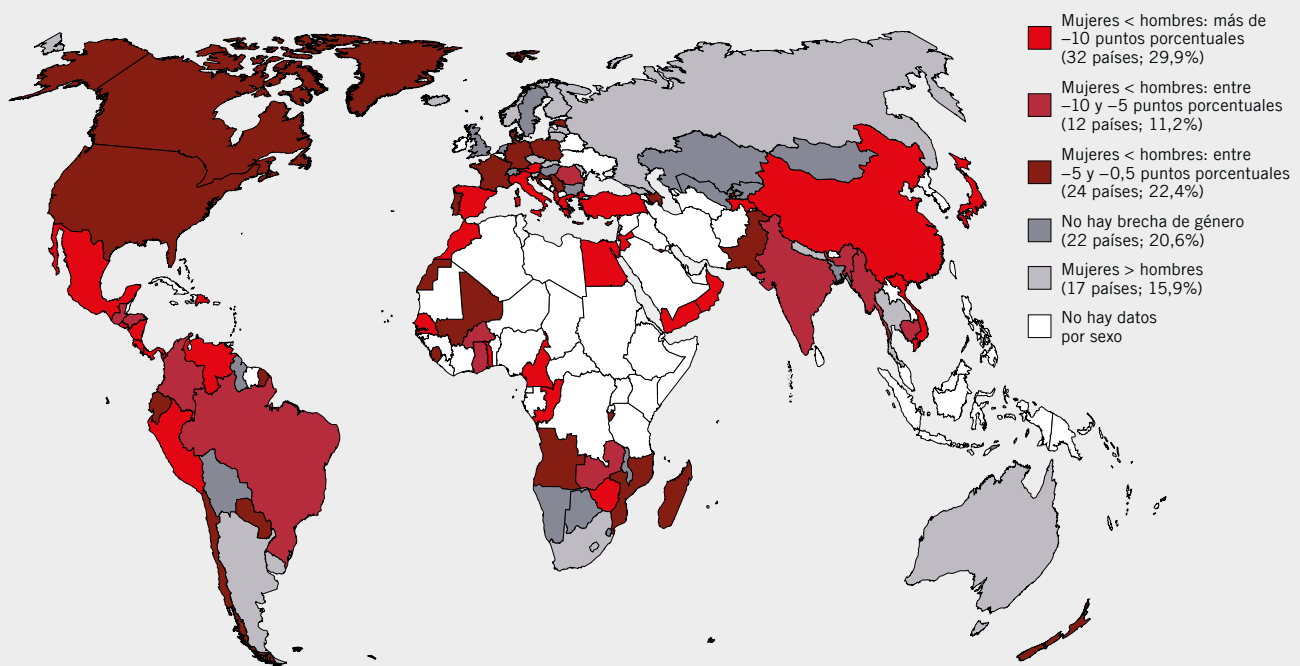 Mujeres < hombres: más de
–10 puntos porcentuales
(32 países; 29,9%)
Mujeres < hombres: entre
–10 y –5 puntos porcentuales
(12 países; 11,2%)
Mujeres < hombres: entre
–5 y –0,5 puntos porcentuales
(24 países; 22,4%)
No hay brecha de género
(22 países; 20,6%)
Mujeres > hombres
(17 países; 15,9%)
No hay datos
por sexo